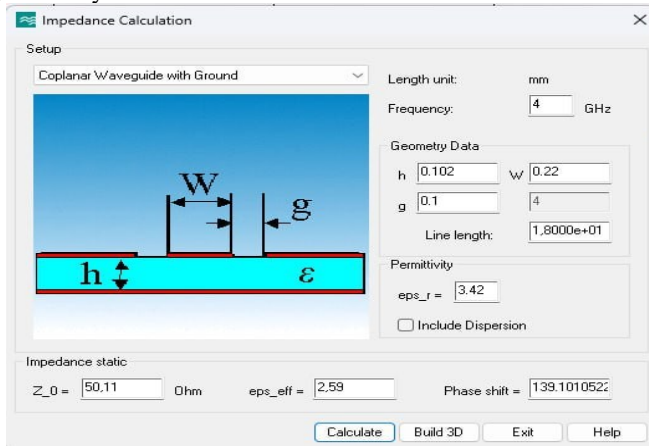 Impedance Calculation
Setup
Coplanar Waveguide with Ground
Length unit: mm
Frequency: 4 GHz
Geometry Data
h 0.102 W 0.22
g 0.1 4
Line length: 1,8000e+01
Permittivity
eps_r = 3.42
Include Dispersion
W
g
h ε
Impedance static
Z_0 = 50,11 Ohm eps_eff = 2,59 Phase shift = 139.1010522
Calculate Build 3D Exit Help